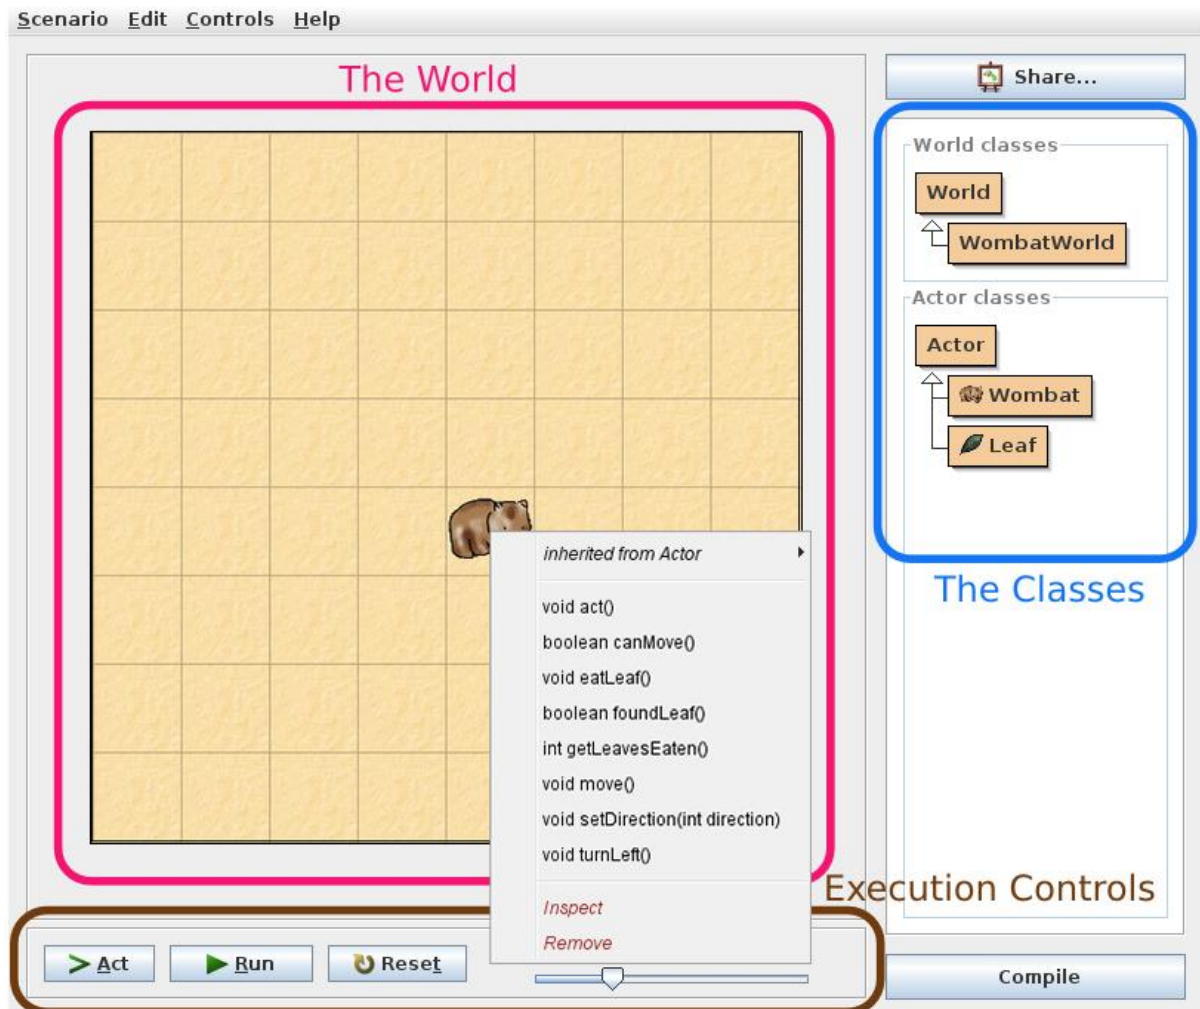 Scenario Edit Controls Help
The World
Share...
World classes
World
WombatWorld
Actor classes
Actor
Wombat
Leaf
The Classes
inherited from Actor
void act()
boolean canMove()
void eatLeaf()
boolean foundLeaf()
int getLeavesEaten()
void move()
void setDirection(int direction)
void turnLeft()
Inspect
Remove
Execution Controls
Act
Run
Reset
Compile